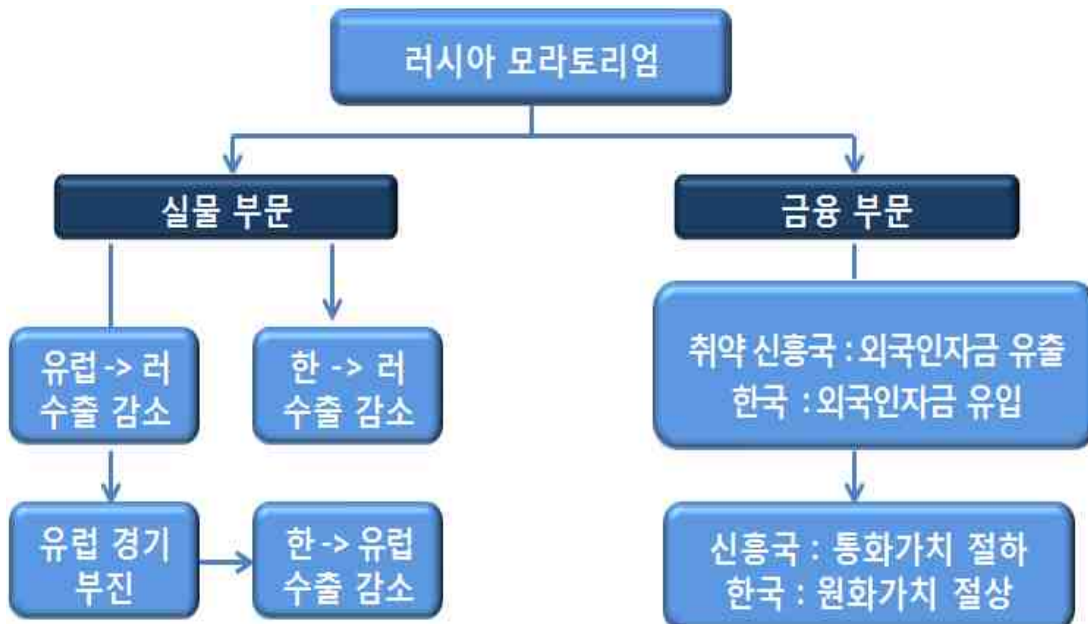 러시아 모라토리엄
실물 부문
금융 부문
유럽 -> 러
수출 감소
한 -> 러
수출 감소
취약 신흥국 : 외국인자금 유출
한국 : 외국인자금 유입
유럽 경기
부진
한 -> 유럽
수출 감소
신흥국 : 통화가치 절하
한국 : 원화가치 절상